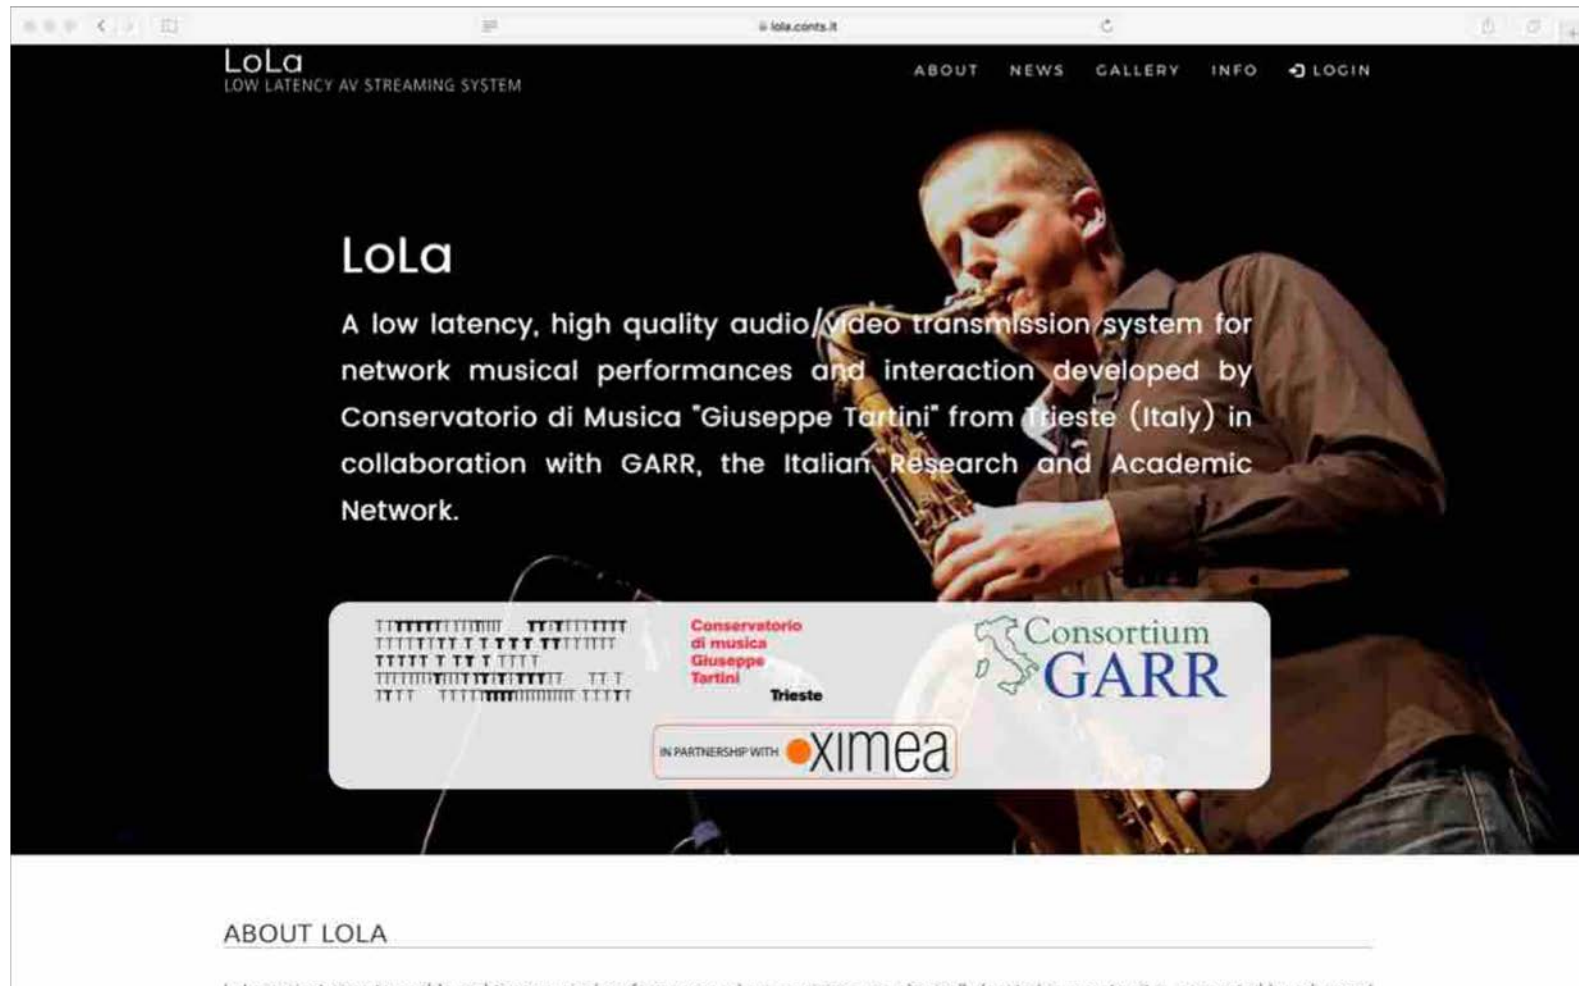 lola.conts.it
LoLa
LOW LATENCY AV STREAMING SYSTEM
ABOUT NEWS GALLERY INFO LOGIN
LoLa
A low latency, high quality audio/video transmission system for
network musical performances and interaction developed by
Conservatorio di Musica "Giuseppe Tartini" from Trieste (Italy) in
collaboration with GARR, the Italian Research and Academic
Network.
Conservatorio
di musica
Giuseppe
Tartini
Trieste
Consortium
GARR
IN PARTNERSHIP WITH ximea
ABOUT LOLA